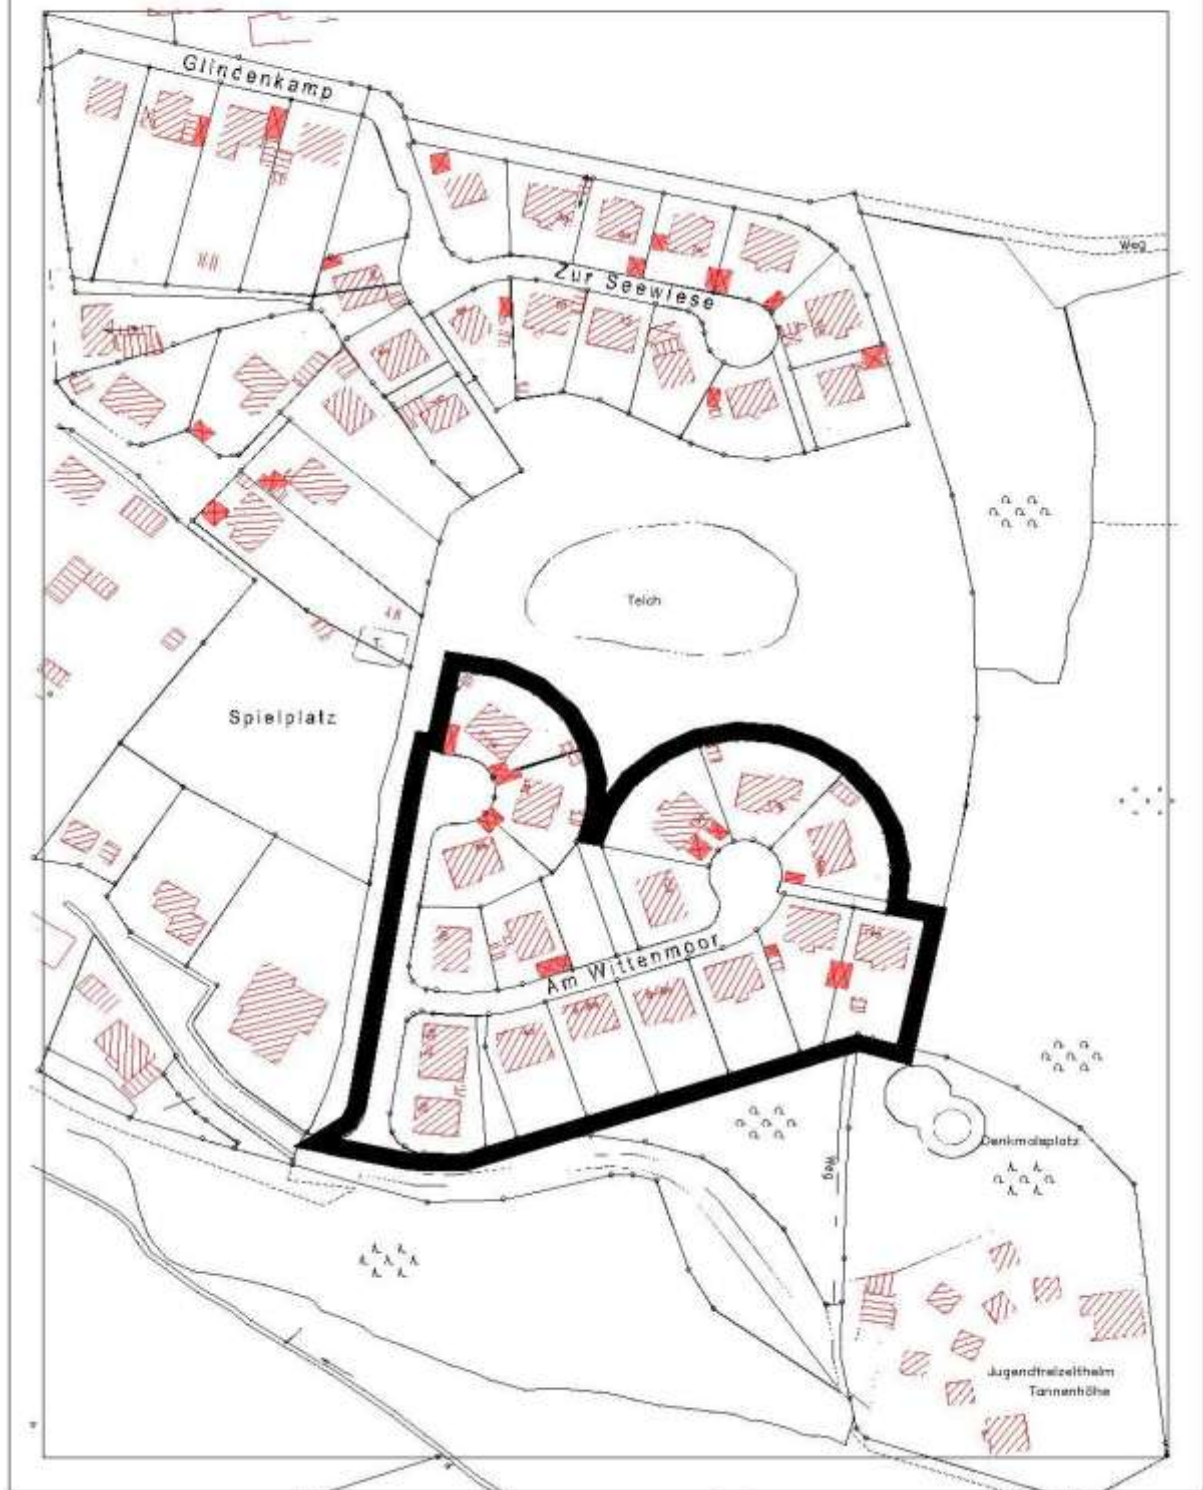 Glindenkamp
Weg
Zur Seewiese
Teich
Spielplatz
Am Wittenmoor
Denkmalsplatz
Weg
Jugendfreizeitheim
Tannenhöhe